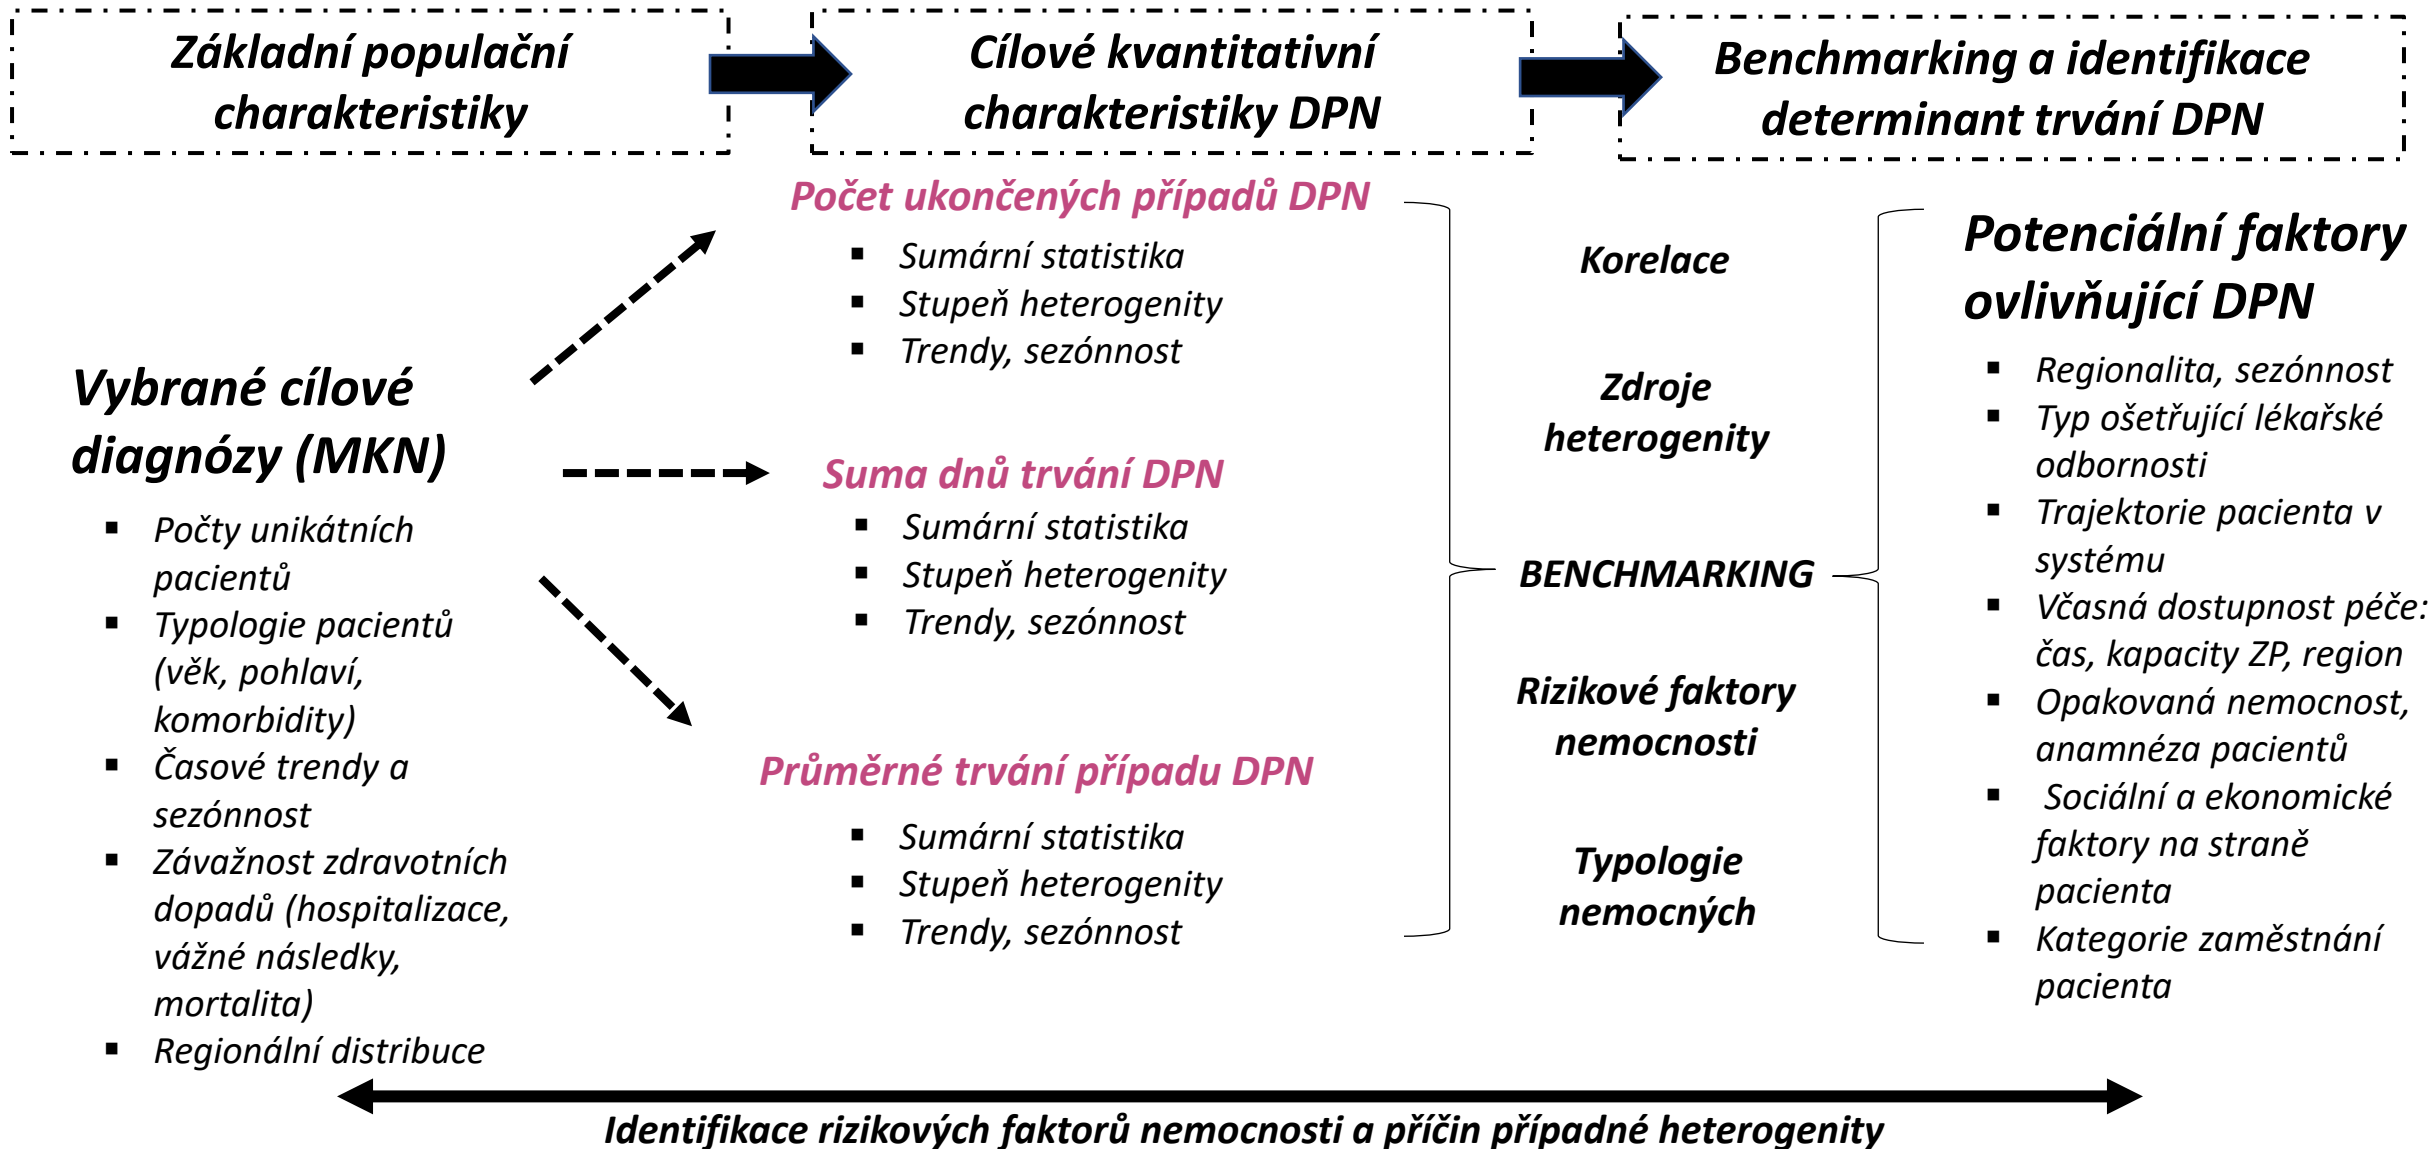 Základní populační
charakteristiky
Cílové kvantitativní
charakteristiky DPN
Benchmarking a identifikace
determinant trvání DPN
Vybrané cílové
diagnózy (MKN)
▪ Počty unikátních
pacientů
▪ Typologie pacientů
(věk, pohlaví,
komorbidity)
▪ Časové trendy a
sezónnost
▪ Závažnost zdravotních
dopadů (hospitalizace,
vážné následky,
mortalita)
▪ Regionální distribuce
Počet ukončených případů DPN
▪ Sumární statistika
▪ Stupeň heterogenity
▪ Trendy, sezónnost
Suma dnů trvání DPN
▪ Sumární statistika
▪ Stupeň heterogenity
▪ Trendy, sezónnost
Průměrné trvání případu DPN
▪ Sumární statistika
▪ Stupeň heterogenity
▪ Trendy, sezónnost
Korelace
Zdroje
heterogenity
BENCHMARKING
Rizikové faktory
nemocnosti
Typologie
nemocných
Potenciální faktory
ovlivňující DPN
▪ Regionalita, sezónnost
▪ Typ ošetřující lékařské
odbornosti
▪ Trajektorie pacienta v
systému
▪ Včasná dostupnost péče:
čas, kapacity ZP, region
▪ Opakovaná nemocnost,
anamnéza pacientů
▪ Sociální a ekonomické
faktory na straně
pacienta
▪ Kategorie zaměstnání
pacienta
Identifikace rizikových faktorů nemocnosti a příčin případné heterogenity